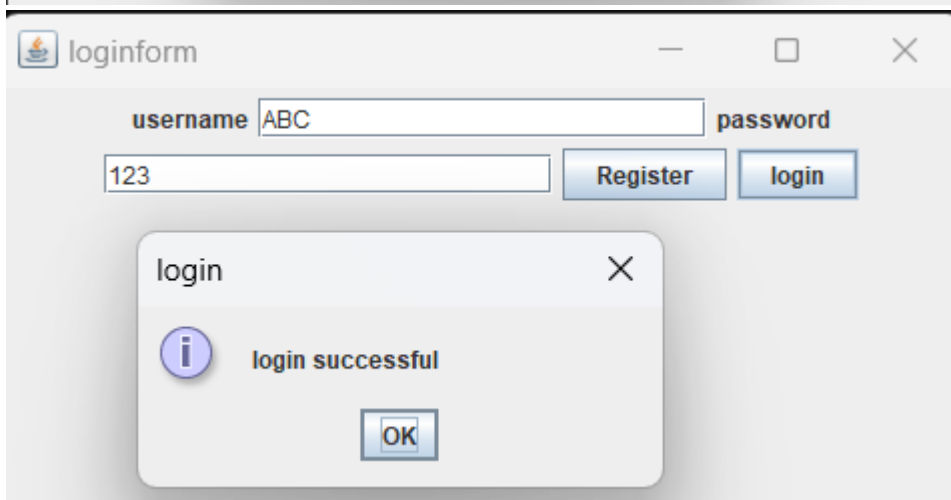 loginform
username ABC password
123 Register login
login
i login successful
OK